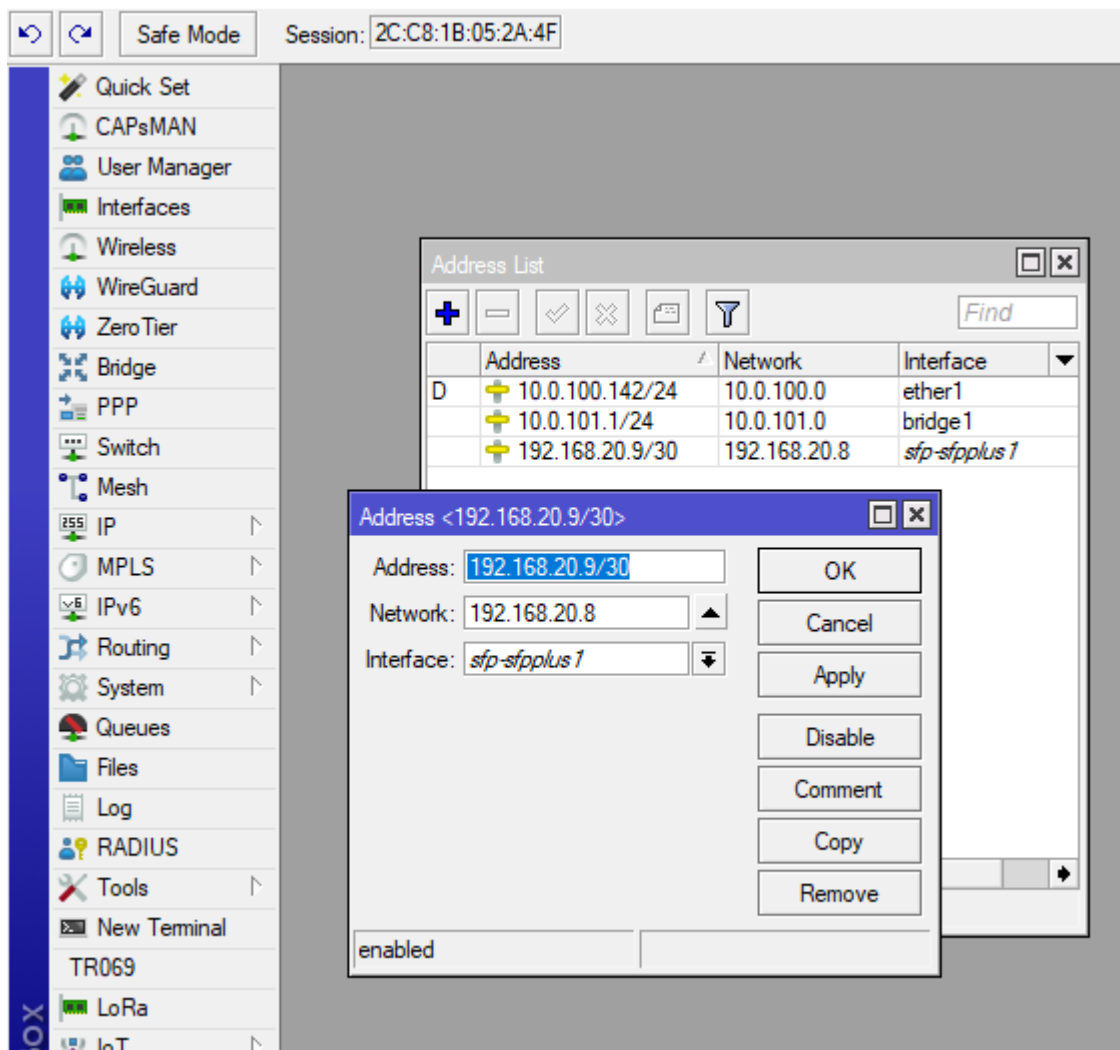 Safe Mode Session: 2C:C8:1B:05:2A:4F
Quick Set
CAPsMAN
User Manager
Interfaces
Wireless
WireGuard
ZeroTier
Bridge
PPP
Switch
Mesh
IP
MPLS
IPv6
Routing
System
Queues
Files
Log
RADIUS
Tools
New Terminal
TR069
LoRa
IoT
Address List
Find
Address Network Interface
D 10.0.100.142/24 10.0.100.0 ether1
10.0.101.1/24 10.0.101.0 bridge1
192.168.20.9/30 192.168.20.8 sfp-sfpplus1
Address <192.168.20.9/30>
Address: 192.168.20.9/30
Network: 192.168.20.8
Interface: sfp-sfpplus1
OK
Cancel
Apply
Disable
Comment
Copy
Remove
enabled